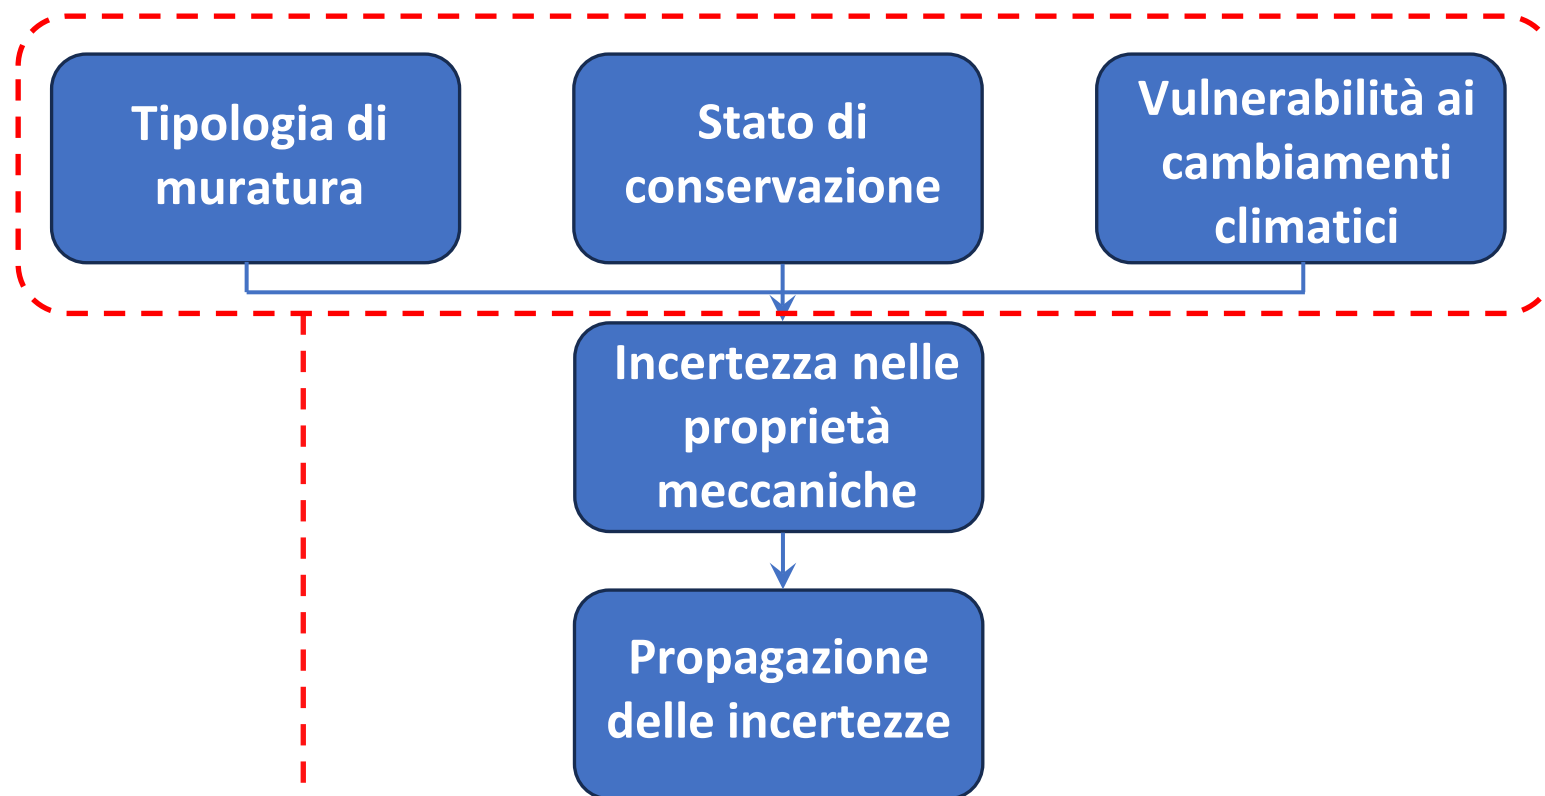 Tipologia di
muratura
Stato di
conservazione
Vulnerabilità ai
cambiamenti
climatici
Incertezza nelle
proprietà
meccaniche
Propagazione
delle incertezze